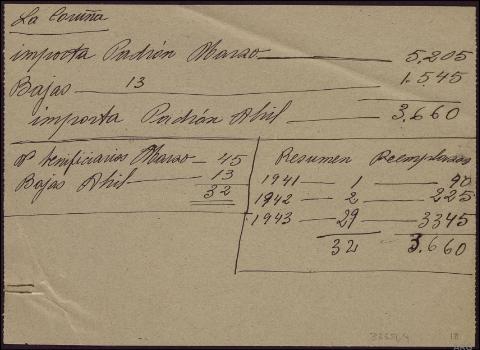 La Coruña
importa Padrón Marzo 5,205
Bajas 13 1.545
importa Padrón Abril 3,660
nº beneficiarios Marzo 45
Bajas Abril 13
32
Resumen Reemplazos
1941 1 90
1942 2 225
1943 29 3345
32 3.660
18